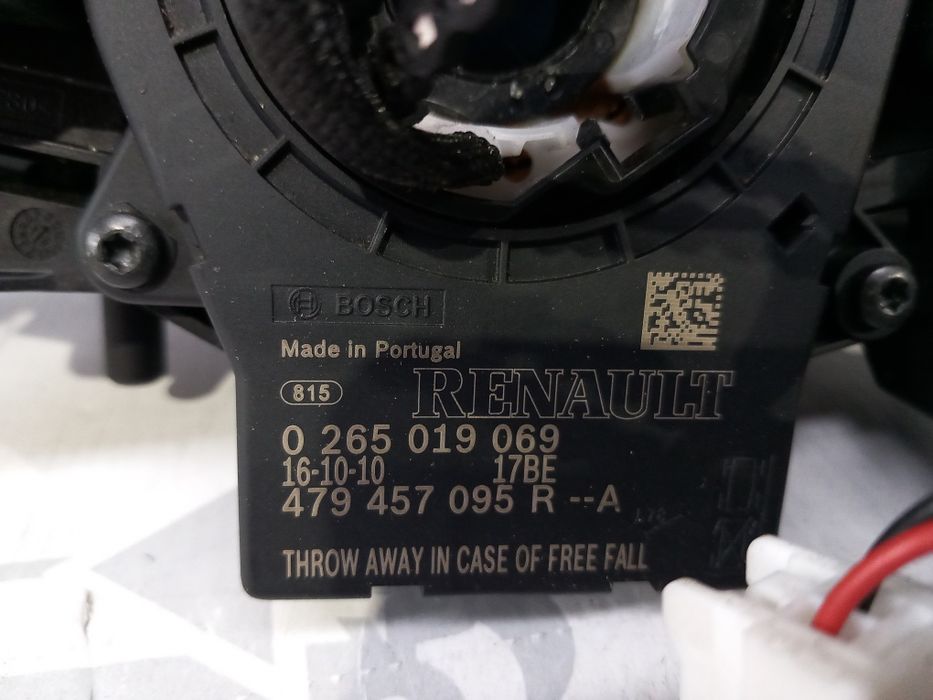 BOSCH
Made in Portugal
815
RENAULT
0 265 019 069
16-10-10 17BE
479 457 095 R --A
THROW AWAY IN CASE OF FREE FALL